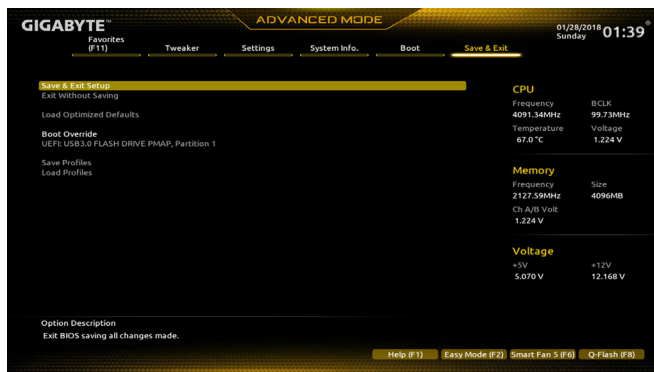 GIGABYTE™
ADVANCED MODE
01/28/2018
Sunday
01:39
Favorites
(F11)
Tweaker
Settings
System Info.
Boot
Save & Exit
Save & Exit Setup
Exit Without Saving
Load Optimized Defaults
Boot Override
UEFI: USB3.0 FLASH DRIVE PMAP, Partition 1
Save Profiles
Load Profiles
CPU
Frequency BCLK
4091.34MHz 99.73MHz
Temperature Voltage
67.0 °C 1.224 V
Memory
Frequency Size
2127.59MHz 4096MB
Ch A/B Volt
1.224 V
Voltage
+5V +12V
5.070 V 12.168 V
Option Description
Exit BIOS saving all changes made.
Help (F1) Easy Mode (F2) Smart Fan 5 (F6) Q-Flash (F8)